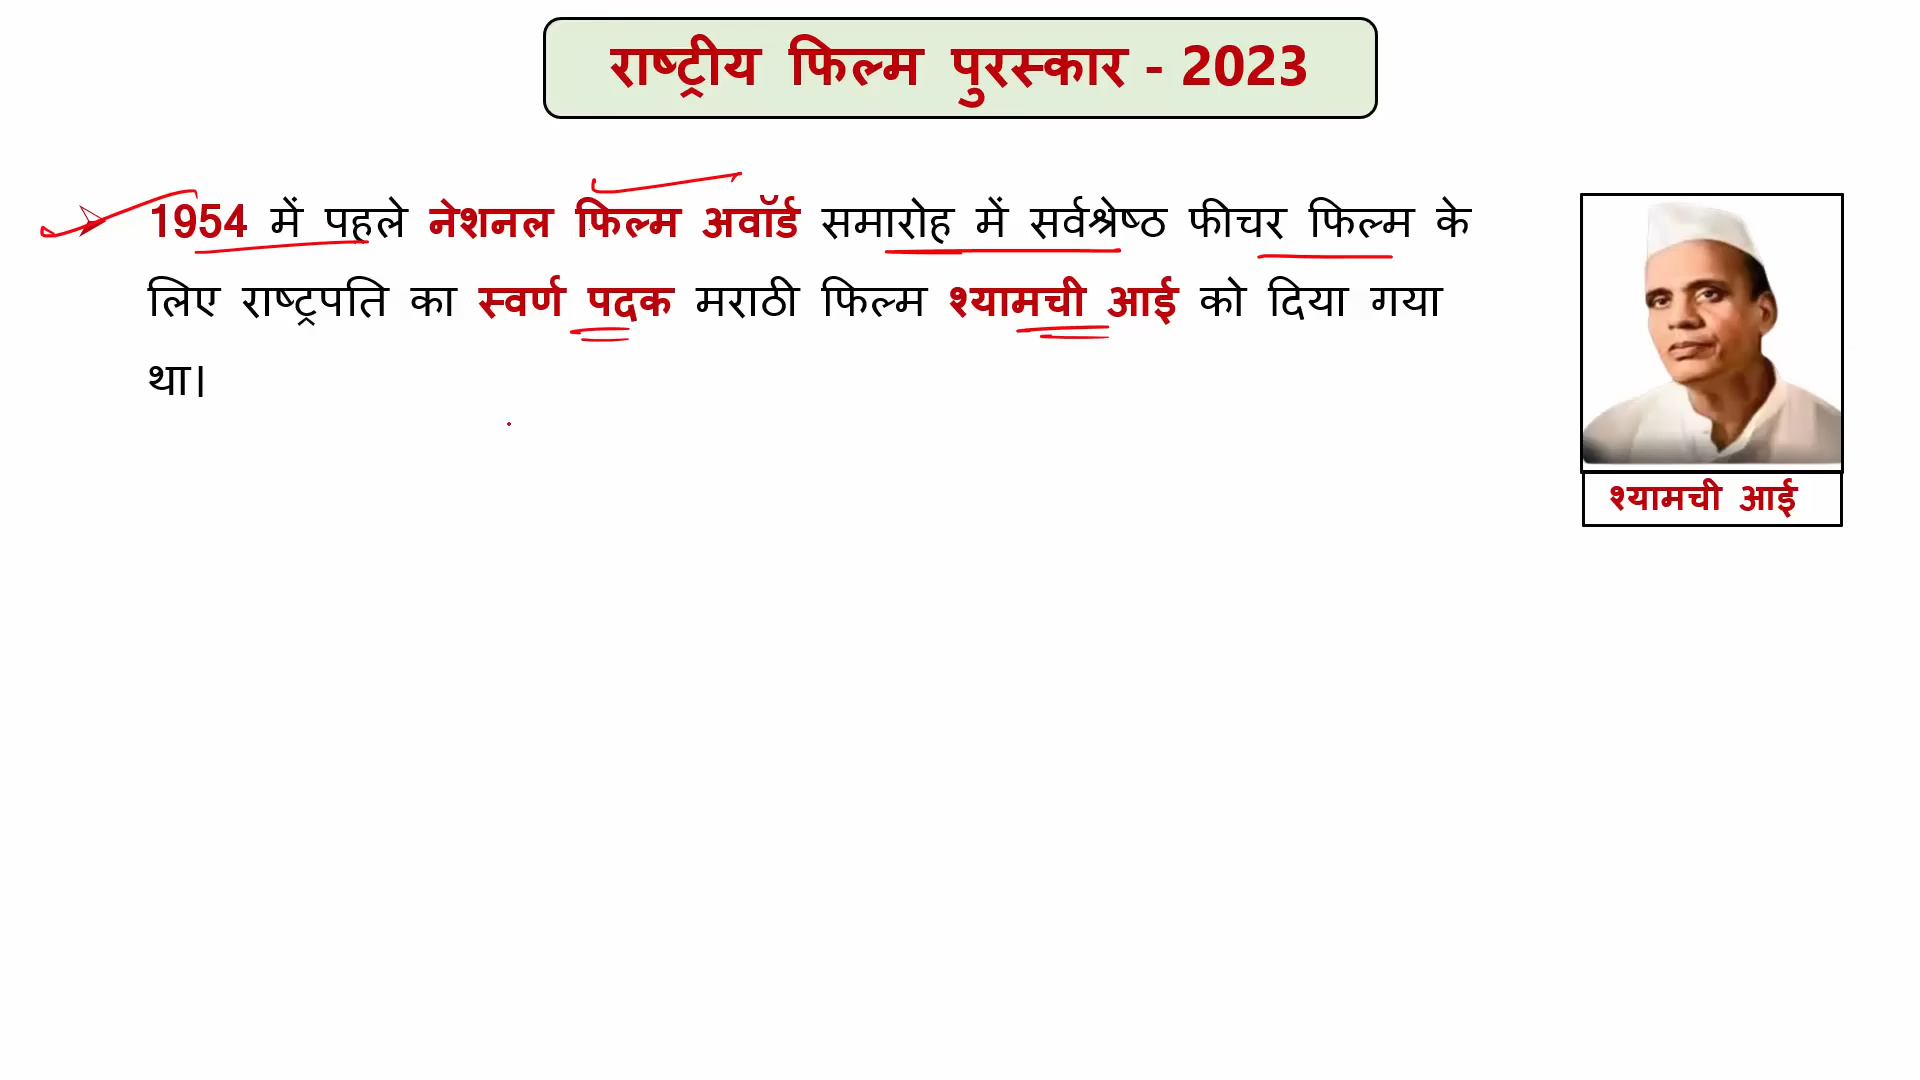 राष्ट्रीय फिल्म पुरस्कार - 2023
1954 में पहले नेशनल फिल्म अवॉर्ड समारोह में सर्वश्रेष्ठ फीचर फिल्म के
लिए राष्ट्रपति का स्वर्ण पदक मराठी फिल्म श्यामची आई को दिया गया
था।
श्यामची आई